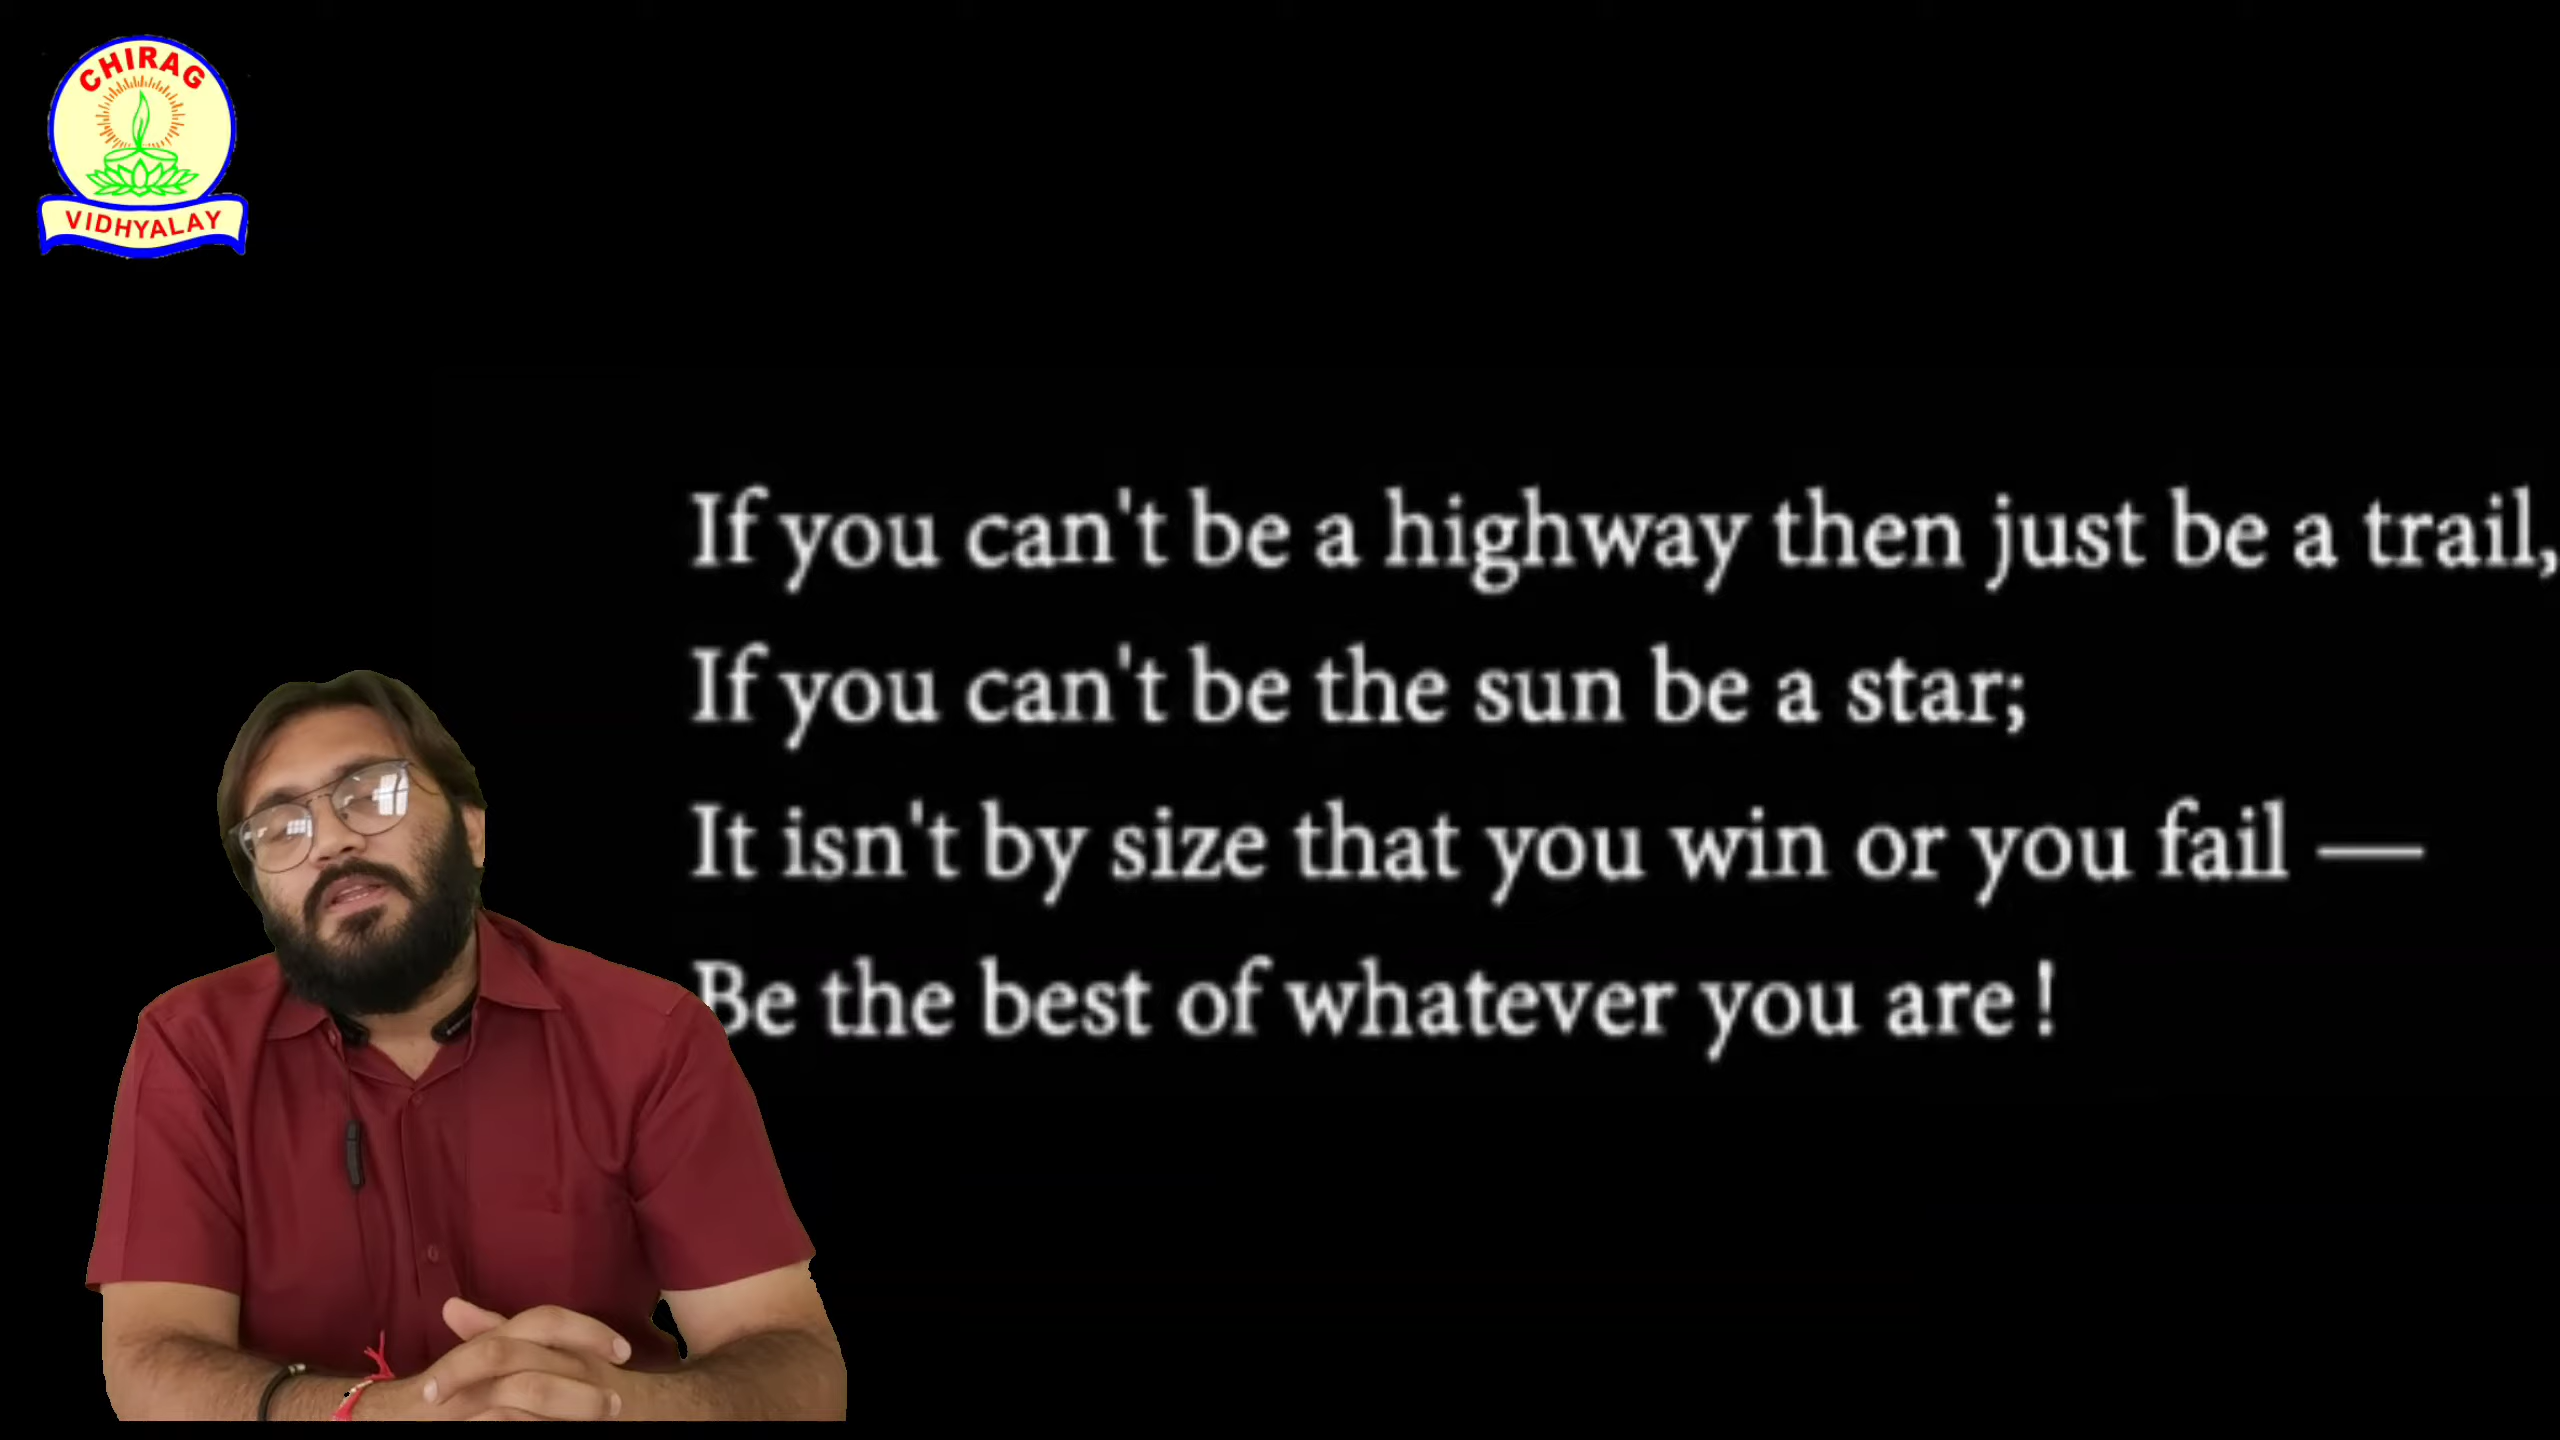 CHIRAG
VIDHYALAY
If you can't be a highway then just be a trail,
If you can't be the sun be a star;
It isn't by size that you win or you fail —
Be the best of whatever you are !